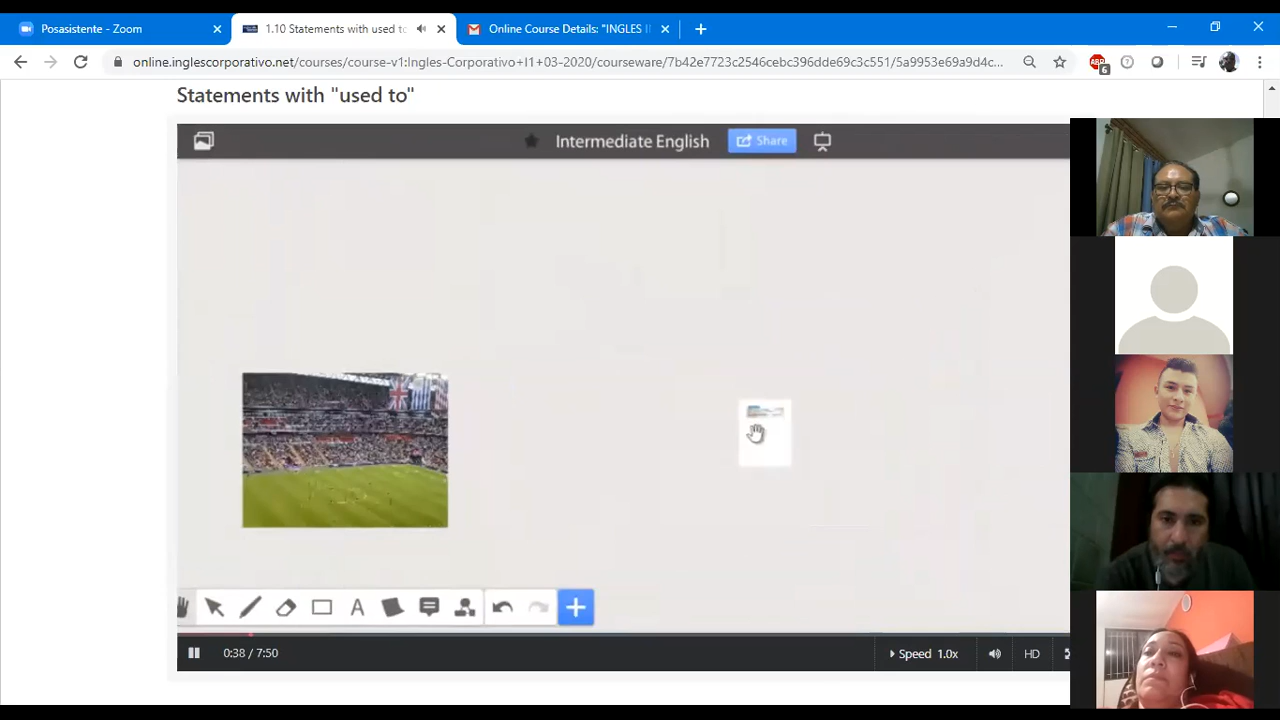 Posasistente - Zoom
1.10 Statements with used to
Online Course Details: "INGLES II
online.inglescorporativo.net/courses/course-v1:Ingles-Corporativo+I1+03-2020/courseware/7b42e7723c2546cebc396dde69c3c551/5a9953e69a9d4c...
6
Statements with "used to"
Intermediate English
Share
A
0:38 / 7:50
Speed 1.0x
HD